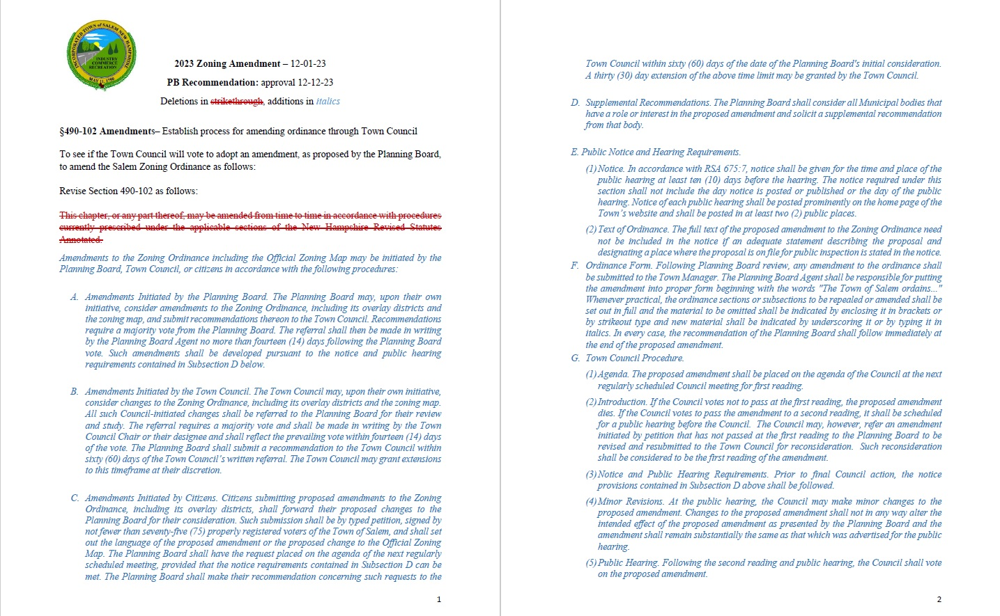 INCORPORATED TOWN of SALEM NEW HAMPSHIRE
INDUSTRY
COMMERCE
RECREATION
MAY 11, 1750
2023 Zoning Amendment – 12-01-23
PB Recommendation: approval 12-12-23
Deletions in strikethrough, additions in italics
§490-102 Amendments– Establish process for amending ordinance through Town Council
To see if the Town Council will vote to adopt an amendment, as proposed by the Planning Board,
to amend the Salem Zoning Ordinance as follows:
Revise Section 490-102 as follows:
This chapter, or any part thereof, may be amended from time to time in accordance with procedures
currently prescribed under the applicable sections of the New Hampshire Revised Statutes
Annotated.
Amendments to the Zoning Ordinance including the Official Zoning Map may be initiated by the
Planning Board, Town Council, or citizens in accordance with the following procedures:
A. Amendments Initiated by the Planning Board. The Planning Board may, upon their own
initiative, consider amendments to the Zoning Ordinance, including its overlay districts and
the zoning map, and submit recommendations thereon to the Town Council. Recommendations
require a majority vote from the Planning Board. The referral shall then be made in writing
by the Planning Board Agent no more than fourteen (14) days following the Planning Board
vote. Such amendments shall be developed pursuant to the notice and public hearing
requirements contained in Subsection D below.
B. Amendments Initiated by the Town Council. The Town Council may, upon their own initiative,
consider changes to the Zoning Ordinance, including its overlay districts and the zoning map.
All such Council-initiated changes shall be referred to the Planning Board for their review
and study. The referral requires a majority vote and shall be made in writing by the Town
Council Chair or their designee and shall reflect the prevailing vote within fourteen (14) days
of the vote. The Planning Board shall submit a recommendation to the Town Council within
sixty (60) days of the Town Council's written referral. The Town Council may grant extensions
to this timeframe at their discretion.
C. Amendments Initiated by Citizens. Citizens submitting proposed amendments to the Zoning
Ordinance, including its overlay districts, shall forward their proposed changes to the
Planning Board for their consideration. Such submission shall be by typed petition, signed by
not fewer than seventy-five (75) properly registered voters of the Town of Salem, and shall set
out the language of the proposed amendment or the proposed change to the Official Zoning
Map. The Planning Board shall have the request placed on the agenda of the next regularly
scheduled meeting, provided that the notice requirements contained in Subsection D can be
met. The Planning Board shall make their recommendation concerning such requests to the
1
Town Council within sixty (60) days of the date of the Planning Board's initial consideration.
A thirty (30) day extension of the above time limit may be granted by the Town Council.
D. Supplemental Recommendations. The Planning Board shall consider all Municipal bodies that
have a role or interest in the proposed amendment and solicit a supplemental recommendation
from that body.
E. Public Notice and Hearing Requirements.
(1) Notice. In accordance with RSA 675:7, notice shall be given for the time and place of the
public hearing at least ten (10) days before the hearing. The notice required under this
section shall not include the day notice is posted or published or the day of the public
hearing. Notice of each public hearing shall be posted prominently on the home page of the
Town's website and shall be posted in at least two (2) public places.
(2) Text of Ordinance. The full text of the proposed amendment to the Zoning Ordinance need
not be included in the notice if an adequate statement describing the proposal and
designating a place where the proposal is on file for public inspection is stated in the notice.
F. Ordinance Form. Following Planning Board review, any amendment to the ordinance shall
be submitted to the Town Manager. The Planning Board Agent shall be responsible for putting
the amendment into proper form beginning with the words "The Town of Salem ordains..."
Whenever practical, the ordinance sections or subsections to be repealed or amended shall be
set out in full and the material to be omitted shall be indicated by enclosing it in brackets or
by strikeout type and new material shall be indicated by underscoring it or by typing it in
italics. In every case, the recommendation of the Planning Board shall follow immediately at
the end of the proposed amendment.
G. Town Council Procedure.
(1) Agenda. The proposed amendment shall be placed on the agenda of the Council at the next
regularly scheduled Council meeting for first reading.
(2) Introduction. If the Council votes not to pass at the first reading, the proposed amendment
dies. If the Council votes to pass the amendment to a second reading, it shall be scheduled
for a public hearing before the Council. The Council may, however, refer an amendment
initiated by petition that has not passed at the first reading to the Planning Board to be
revised and resubmitted to the Town Council for reconsideration. Such reconsideration
shall be considered to be the first reading of the amendment.
(3) Notice and Public Hearing Requirements. Prior to final Council action, the notice
provisions contained in Subsection D above shall be followed.
(4) Minor Revisions. At the public hearing, the Council may make minor changes to the
proposed amendment. Changes to the proposed amendment shall not in any way alter the
intended effect of the proposed amendment as presented by the Planning Board and the
amendment shall remain substantially the same as that which was advertised for the public
hearing.
(5) Public Hearing. Following the second reading and public hearing, the Council shall vote
on the proposed amendment.
2